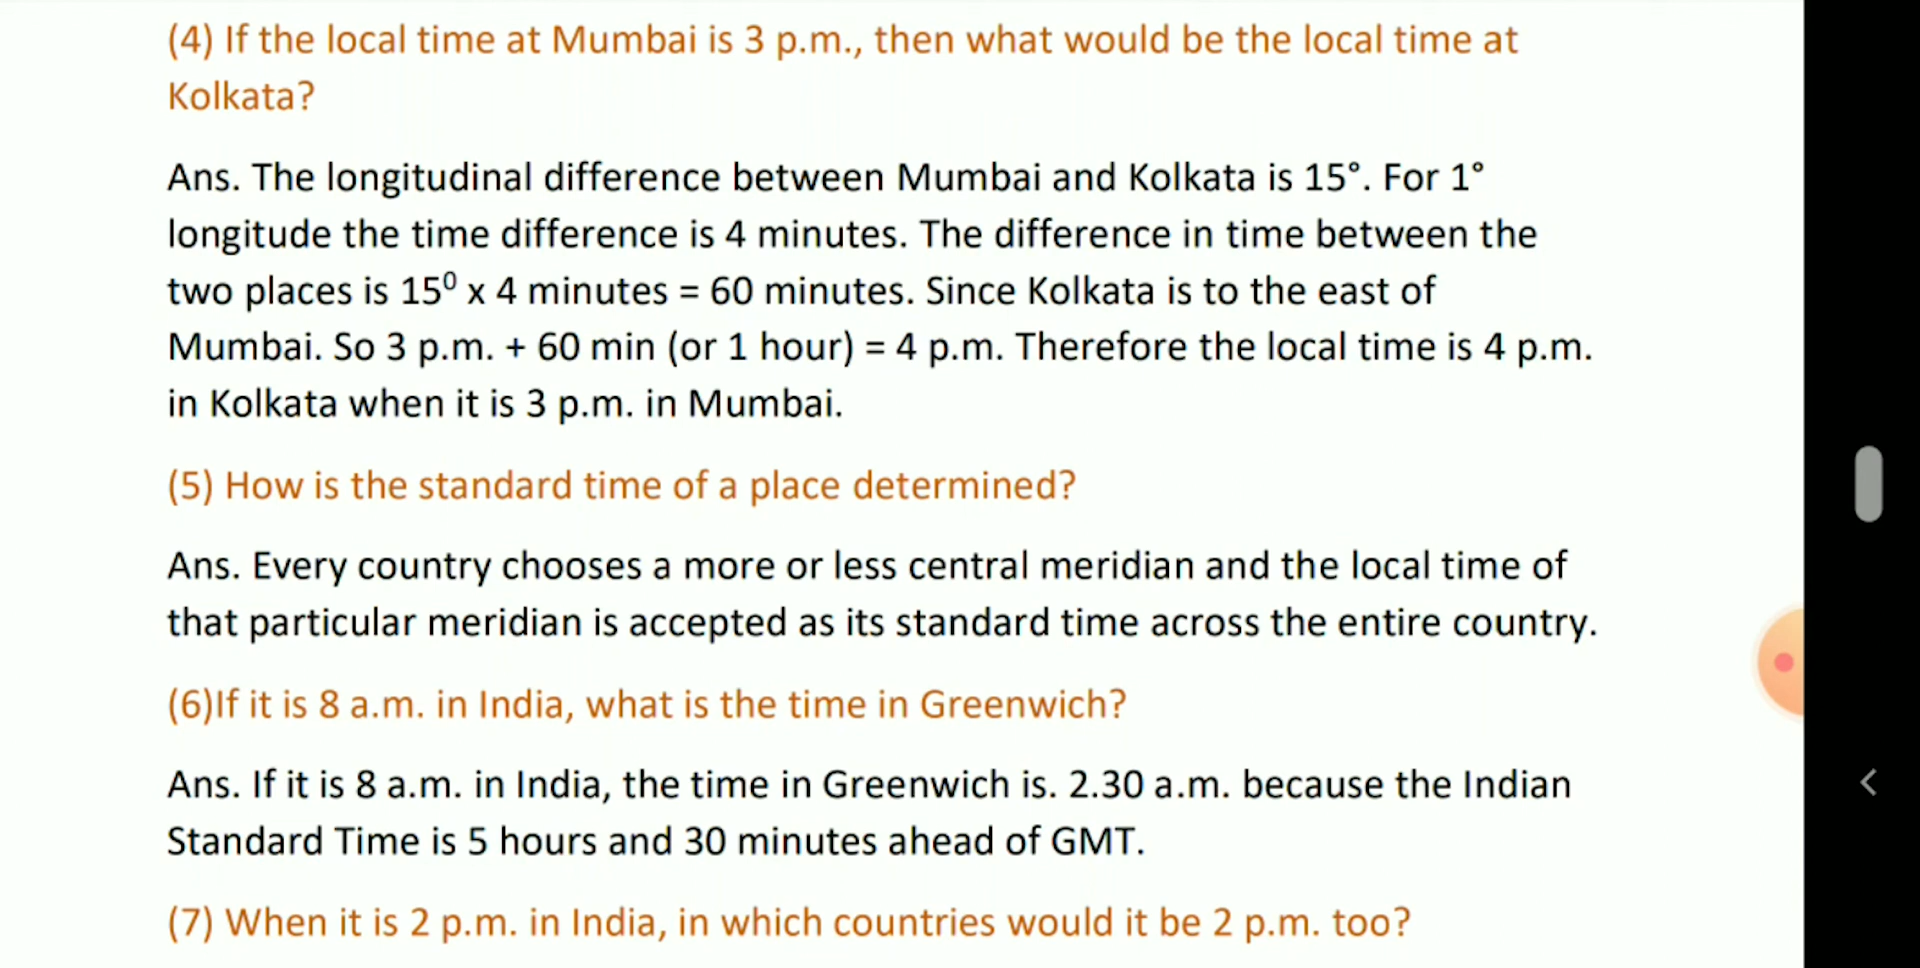 (4) If the local time at Mumbai is 3 p.m., then what would be the local time at
Kolkata?
Ans. The longitudinal difference between Mumbai and Kolkata is 15°. For 1°
longitude the time difference is 4 minutes. The difference in time between the
two places is 15⁰ x 4 minutes = 60 minutes. Since Kolkata is to the east of
Mumbai. So 3 p.m. + 60 min (or 1 hour) = 4 p.m. Therefore the local time is 4 p.m.
in Kolkata when it is 3 p.m. in Mumbai.
(5) How is the standard time of a place determined?
Ans. Every country chooses a more or less central meridian and the local time of
that particular meridian is accepted as its standard time across the entire country.
(6)If it is 8 a.m. in India, what is the time in Greenwich?
Ans. If it is 8 a.m. in India, the time in Greenwich is. 2.30 a.m. because the Indian
Standard Time is 5 hours and 30 minutes ahead of GMT.
(7) When it is 2 p.m. in India, in which countries would it be 2 p.m. too?